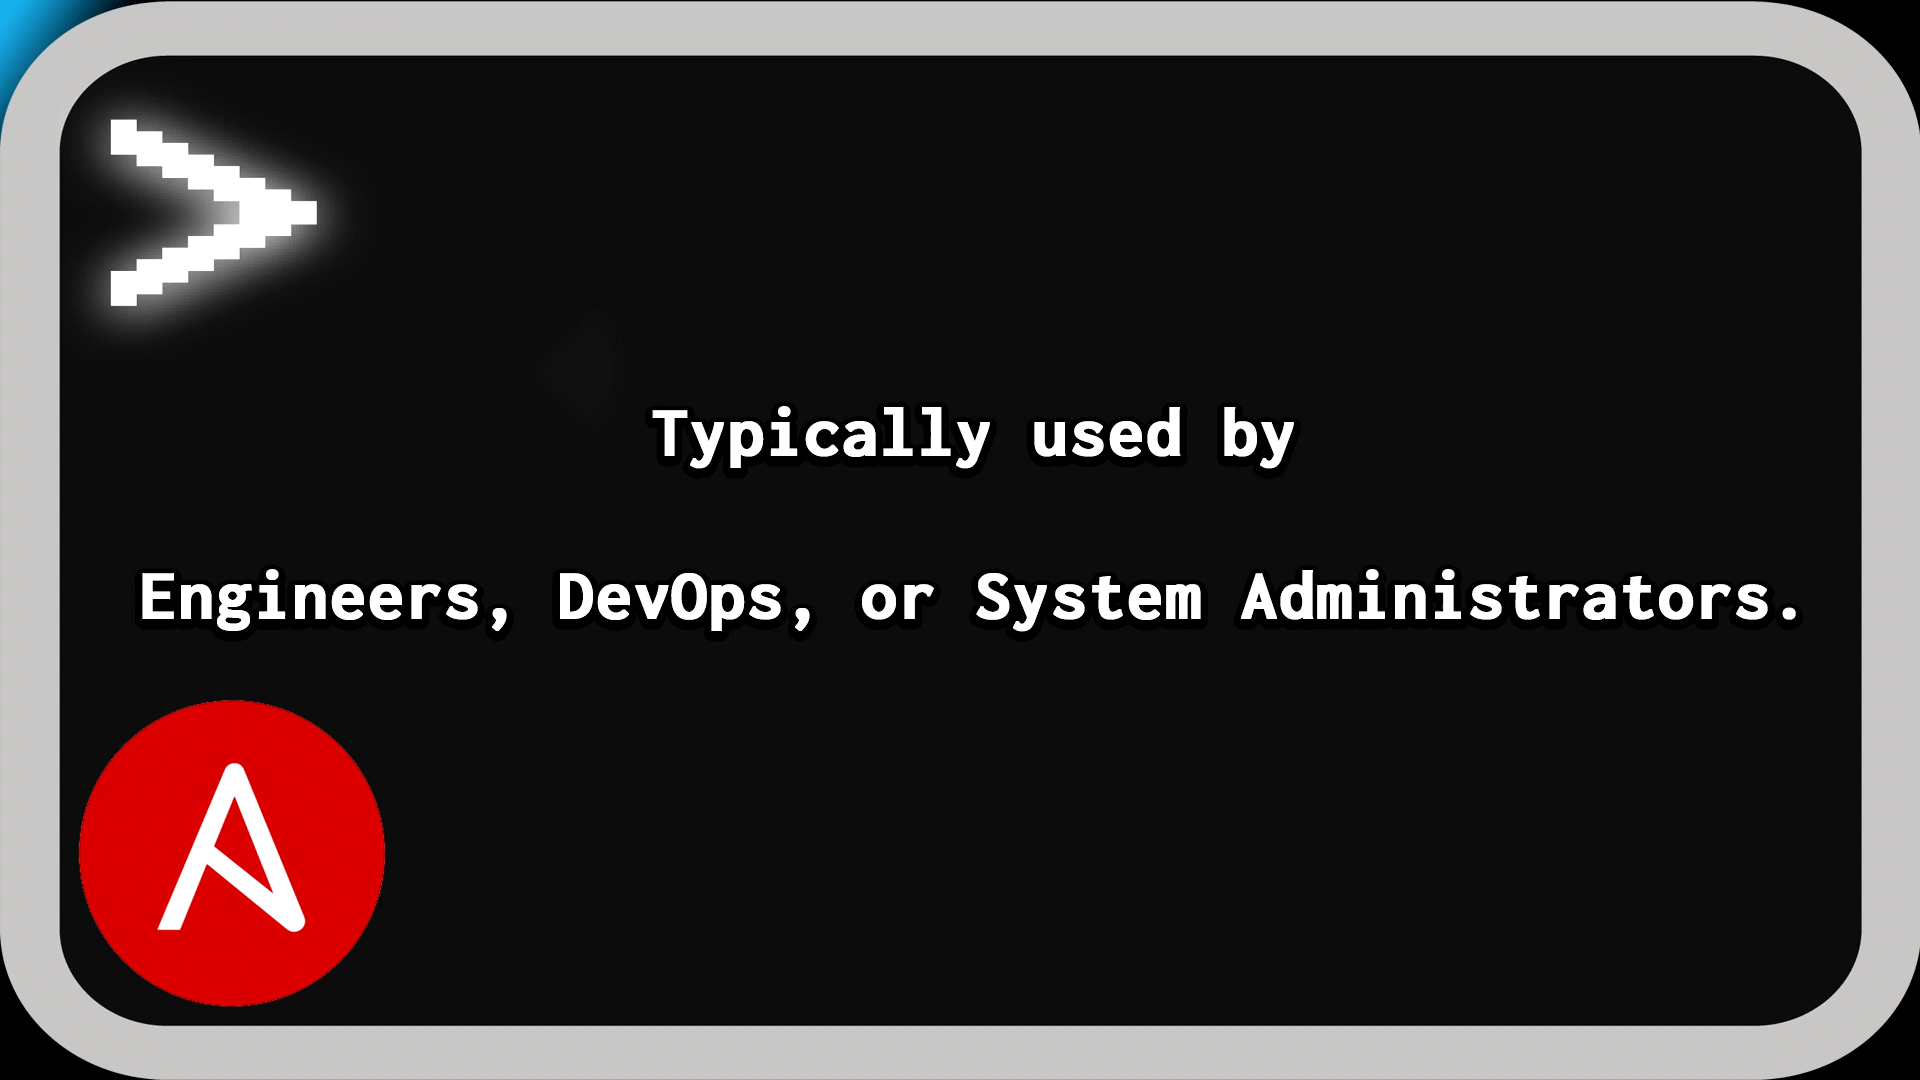 >
Typically used by
Engineers, DevOps, or System Administrators.
A